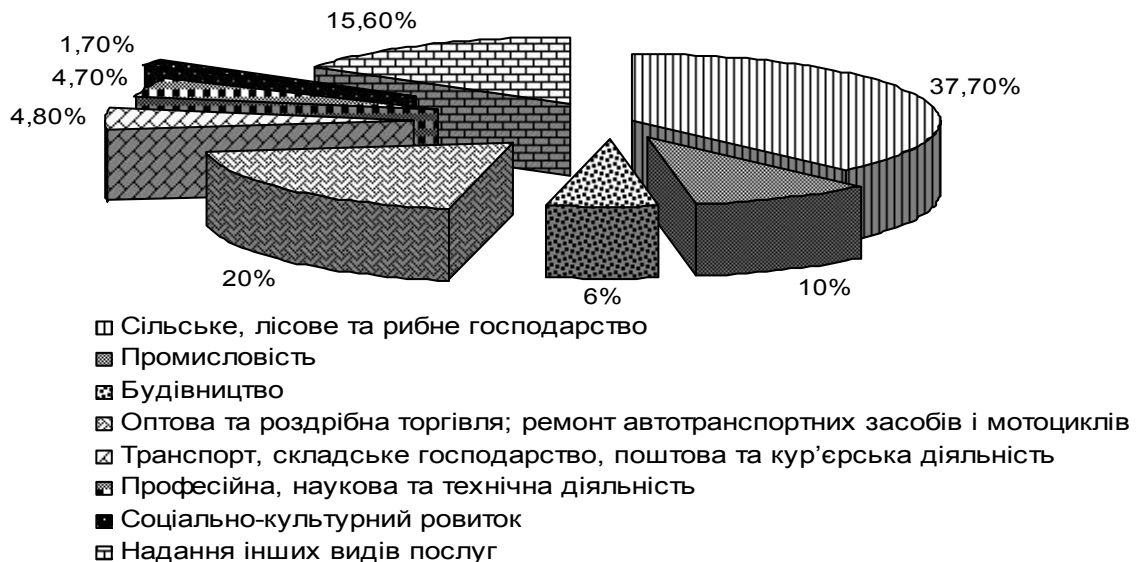 15,60%
1,70%
4,70%
37,70%
4,80%
20%
10%
6%
Сільське, лісове та рибне господарство
Промисловість
Будівництво
Оптова та роздрібна торгівля; ремонт автотранспортних засобів і мотоциклів
Транспорт, складське господарство, поштова та кур’єрська діяльність
Професійна, наукова та технічна діяльність
Соціально-культурний ровиток
Надання інших видів послуг